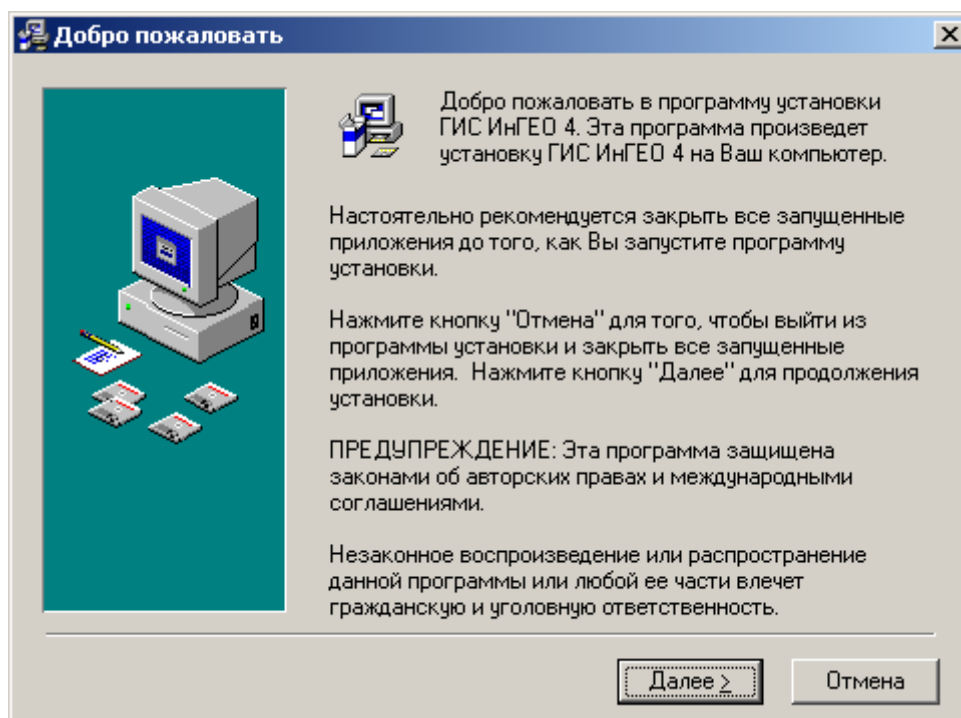 Добро пожаловать
Добро пожаловать в программу установки
ГИС ИнГЕО 4. Эта программа произведет
установку ГИС ИнГЕО 4 на Ваш компьютер.
Настоятельно рекомендуется закрыть все запущенные
приложения до того, как Вы запустите программу
установки.
Нажмите кнопку "Отмена" для того, чтобы выйти из
программы установки и закрыть все запущенные
приложения. Нажмите кнопку "Далее" для продолжения
установки.
ПРЕДУПРЕЖДЕНИЕ: Эта программа защищена
законами об авторских правах и международными
соглашениями.
Незаконное воспроизведение или распространение
данной программы или любой ее части влечет
гражданскую и уголовную ответственность.
Далее >
Отмена